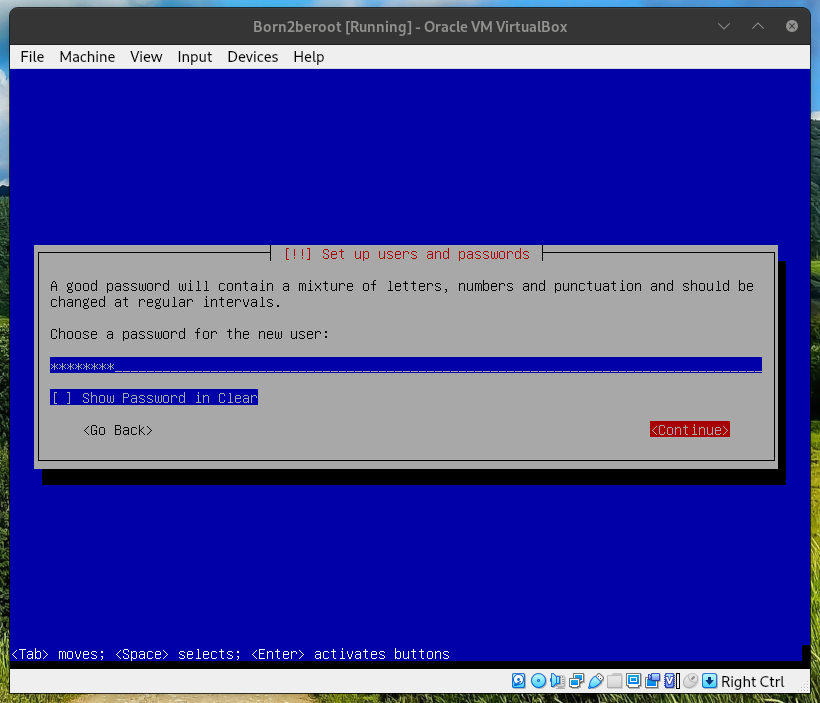 Born2beroot [Running] - Oracle VM VirtualBox
File Machine View Input Devices Help
[!!] Set up users and passwords
A good password will contain a mixture of letters, numbers and punctuation and should be
changed at regular intervals.
Choose a password for the new user:
********
[ ] Show Password in Clear
<Go Back> <Continue>
<Tab> moves; <Space> selects; <Enter> activates buttons
Right Ctrl